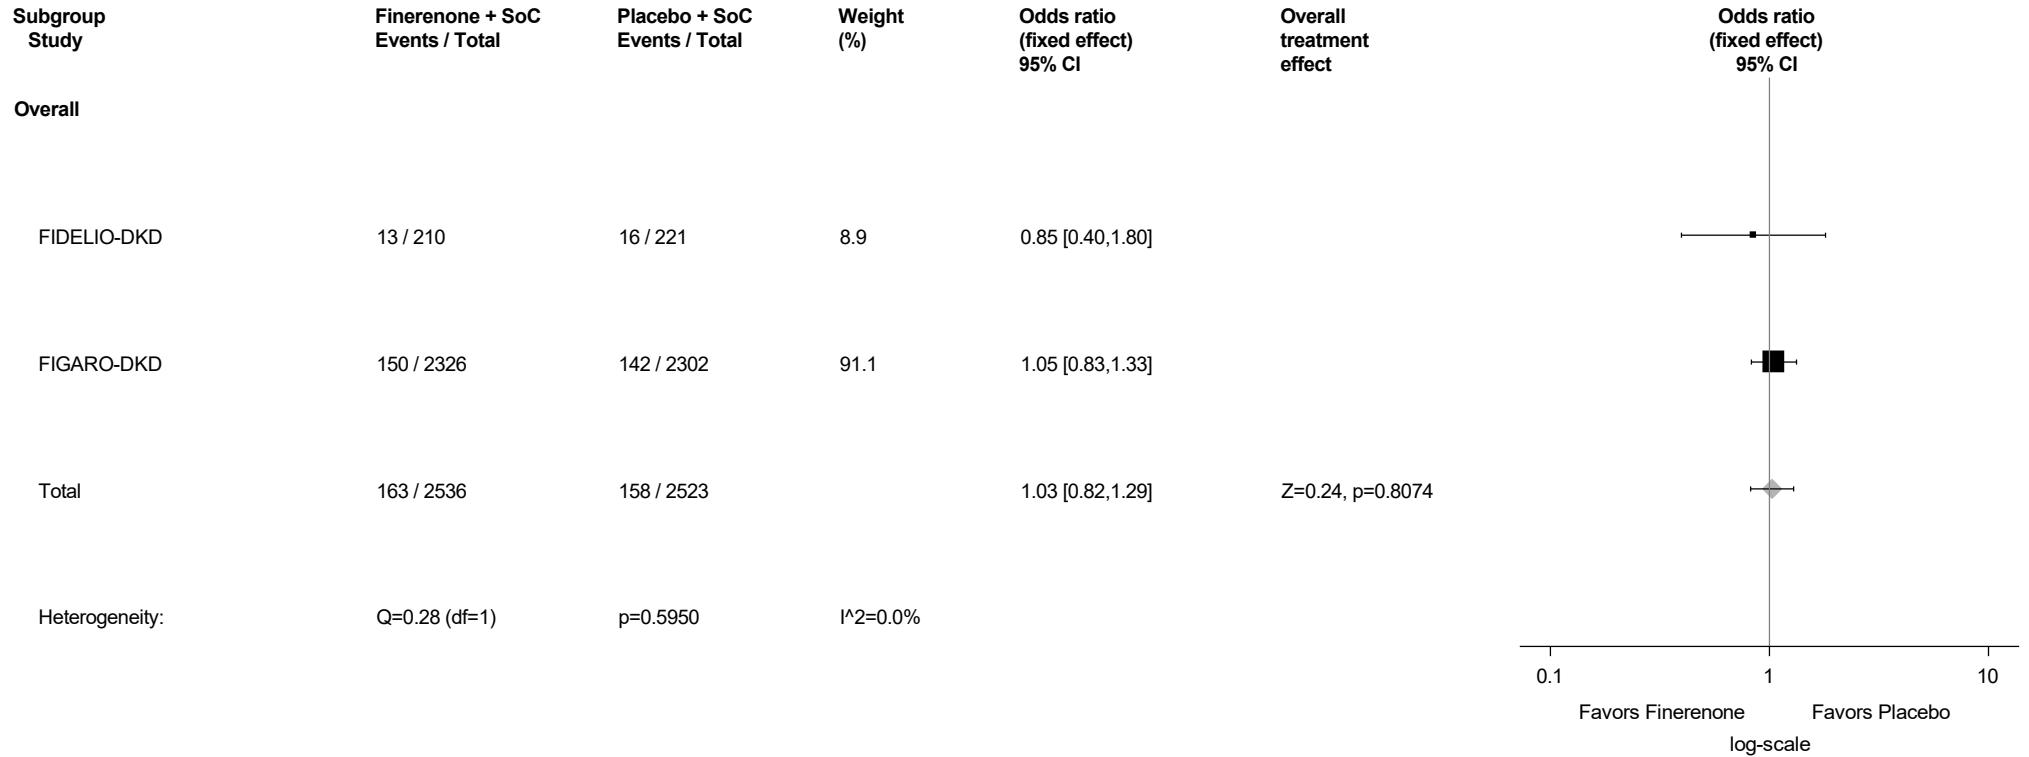 Subgroup Finerenone + SoC Placebo + SoC Weight Odds ratio Overall Odds ratio
Study Events / Total Events / Total (%) (fixed effect) treatment (fixed effect)
95% CI effect 95% CI
Overall
FIDELIO-DKD 13 / 210 16 / 221 8.9 0.85 [0.40,1.80]
FIGARO-DKD 150 / 2326 142 / 2302 91.1 1.05 [0.83,1.33]
Total 163 / 2536 158 / 2523 1.03 [0.82,1.29] Z=0.24, p=0.8074
Heterogeneity: Q=0.28 (df=1) p=0.5950 I^2=0.0%
0.1 1 10
Favors Finerenone Favors Placebo
log-scale